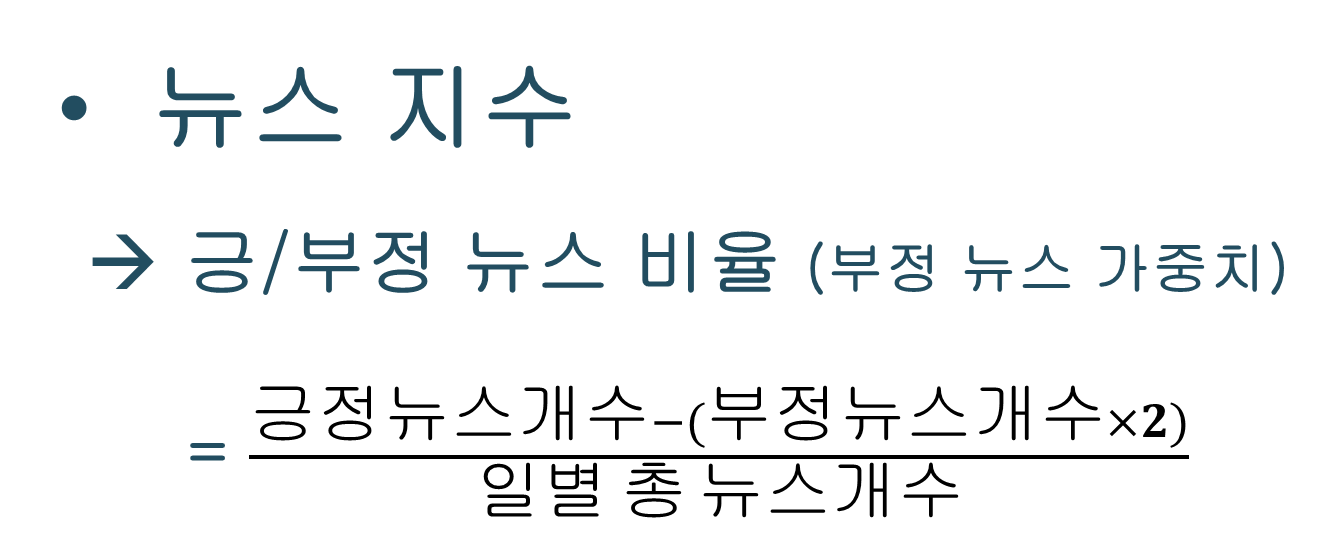 • 뉴스 지수
→ 긍/부정 뉴스 비율 (부정 뉴스 가중치)
= 긍정뉴스개수−(부정뉴스개수×2)
일별 총 뉴스개수